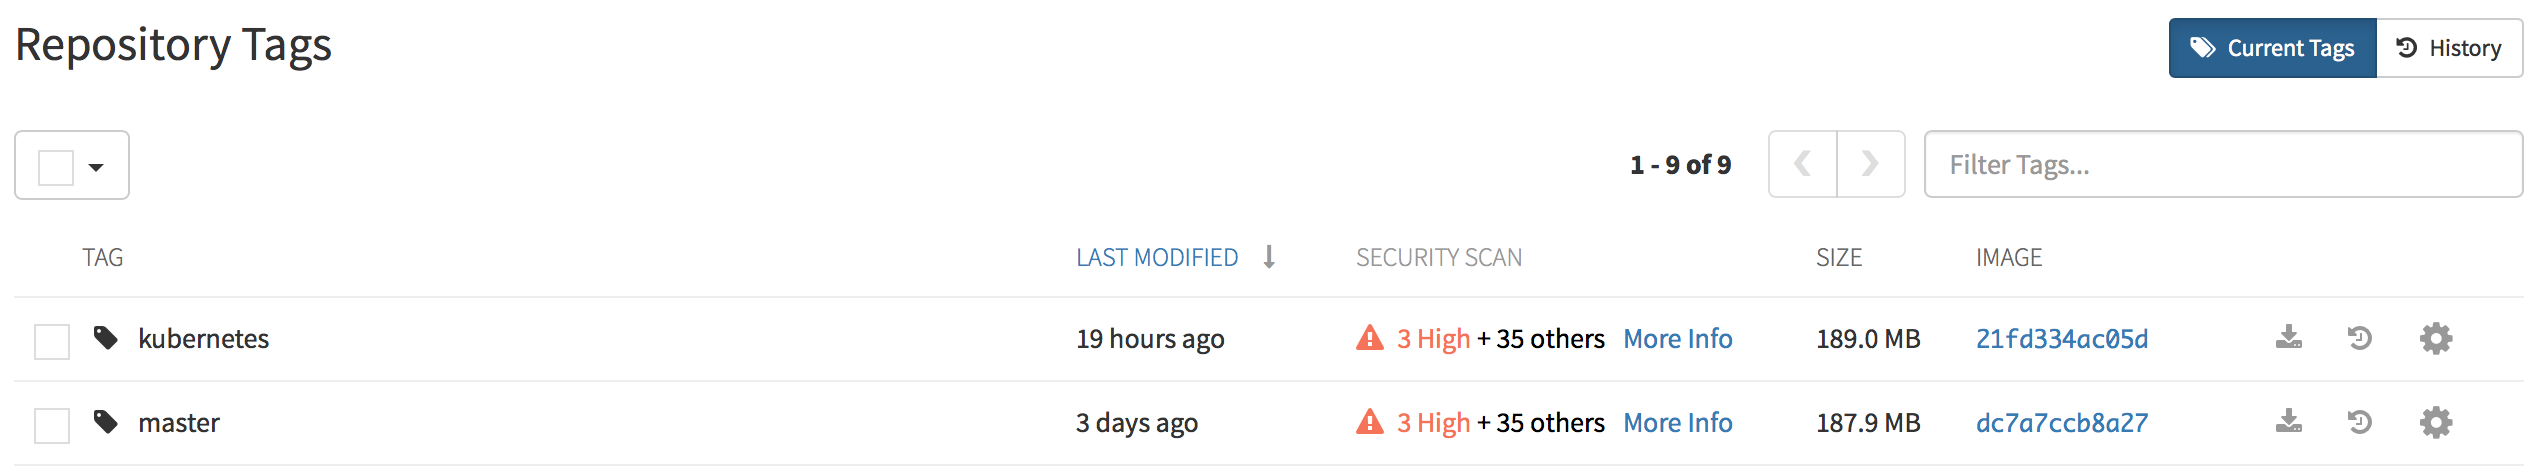 Repository Tags
Current Tags
History
1 - 9 of 9
Filter Tags...
TAG LAST MODIFIED SECURITY SCAN SIZE IMAGE
kubernetes 19 hours ago 3 High + 35 others More Info 189.0 MB 21fd334ac05d
master 3 days ago 3 High + 35 others More Info 187.9 MB dc7a7ccb8a27